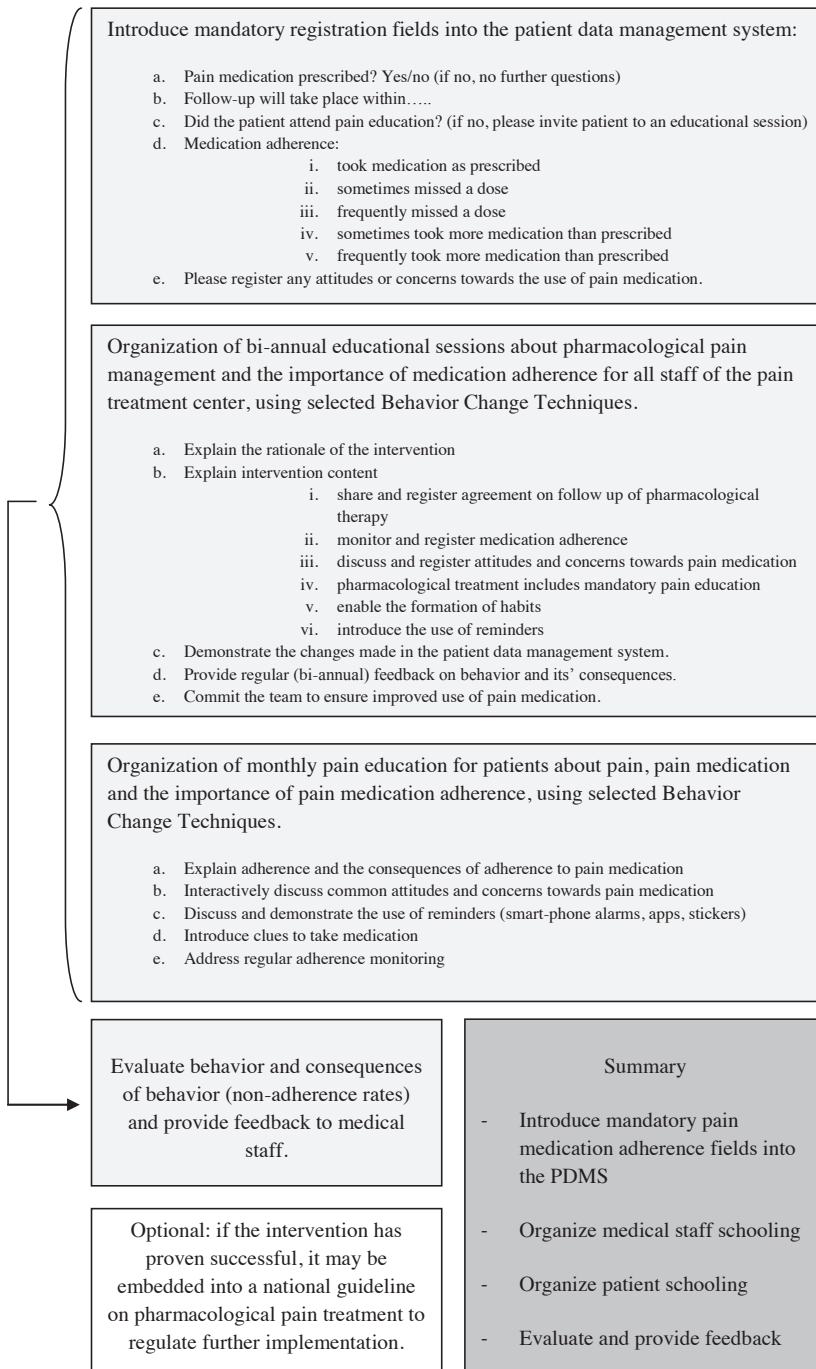 Introduce mandatory registration fields into the patient data management system:
a. Pain medication prescribed? Yes/no (if no, no further questions)
b. Follow-up will take place within…..
c. Did the patient attend pain education? (if no, please invite patient to an educational session)
d. Medication adherence:
i. took medication as prescribed
ii. sometimes missed a dose
iii. frequently missed a dose
iv. sometimes took more medication than prescribed
v. frequently took more medication than prescribed
e. Please register any attitudes or concerns towards the use of pain medication.
Organization of bi-annual educational sessions about pharmacological pain
management and the importance of medication adherence for all staff of the pain
treatment center, using selected Behavior Change Techniques.
a. Explain the rationale of the intervention
b. Explain intervention content
i. share and register agreement on follow up of pharmacological
therapy
ii. monitor and register medication adherence
iii. discuss and register attitudes and concerns towards pain medication
iv. pharmacological treatment includes mandatory pain education
v. enable the formation of habits
vi. introduce the use of reminders
c. Demonstrate the changes made in the patient data management system.
d. Provide regular (bi-annual) feedback on behavior and its' consequences.
e. Commit the team to ensure improved use of pain medication.
Organization of monthly pain education for patients about pain, pain medication
and the importance of pain medication adherence, using selected Behavior
Change Techniques.
a. Explain adherence and the consequences of adherence to pain medication
b. Interactively discuss common attitudes and concerns towards pain medication
c. Discuss and demonstrate the use of reminders (smart-phone alarms, apps, stickers)
d. Introduce clues to take medication
e. Address regular adherence monitoring
Evaluate behavior and consequences
of behavior (non-adherence rates)
and provide feedback to medical
staff.
Optional: if the intervention has
proven successful, it may be
embedded into a national guideline
on pharmacological pain treatment to
regulate further implementation.
Summary
- Introduce mandatory pain
medication adherence fields into
the PDMS
- Organize medical staff schooling
- Organize patient schooling
- Evaluate and provide feedback